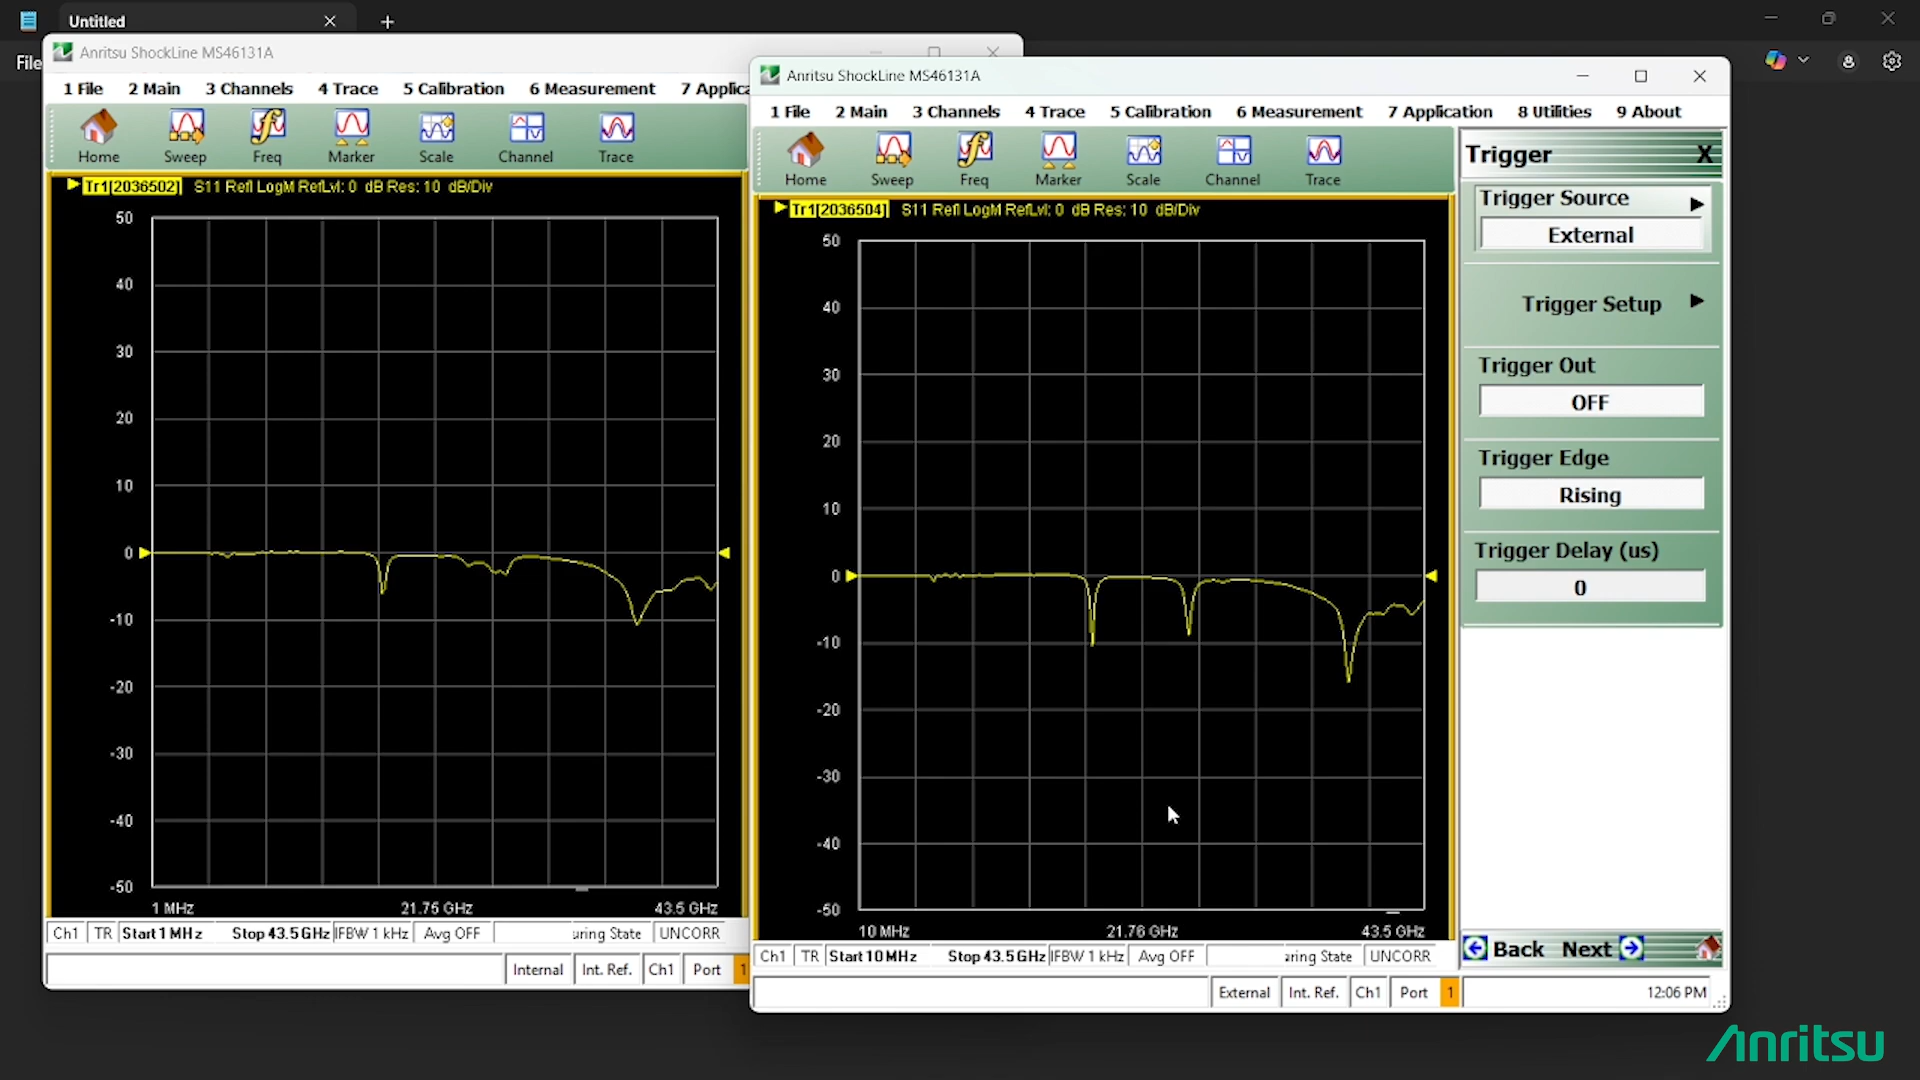 Untitled
File
Anritsu ShockLine MS46131A
1 File 2 Main 3 Channels 4 Trace 5 Calibration 6 Measurement 7 Applica
Home Sweep Freq Marker Scale Channel Trace
Tr1[2036502] S11 Refl LogM RefLvl: 0 dB Res: 10 dB/Div
50
40
30
20
10
0
-10
-20
-30
-40
-50
1 MHz 21.75 GHz 43.5 GHz
Ch1 TR Start 1 MHz Stop 43.5 GHz IFBW 1 kHz Avg OFF uring State UNCORR
Internal Int. Ref. Ch1 Port 1
Anritsu ShockLine MS46131A
1 File 2 Main 3 Channels 4 Trace 5 Calibration 6 Measurement 7 Application 8 Utilities 9 About
Home Sweep Freq Marker Scale Channel Trace
Tr1[2036504] S11 Refl LogM RefLvl: 0 dB Res: 10 dB/Div
50
40
30
20
10
0
-10
-20
-30
-40
-50
10 MHz 21.76 GHz 43.5 GHz
Ch1 TR Start 10 MHz Stop 43.5 GHz IFBW 1 kHz Avg OFF aring State UNCORR
External Int. Ref. Ch1 Port 1 12:06 PM
Trigger X
Trigger Source
External
Trigger Setup
Trigger Out
OFF
Trigger Edge
Rising
Trigger Delay (us)
0
Back Next
Anritsu